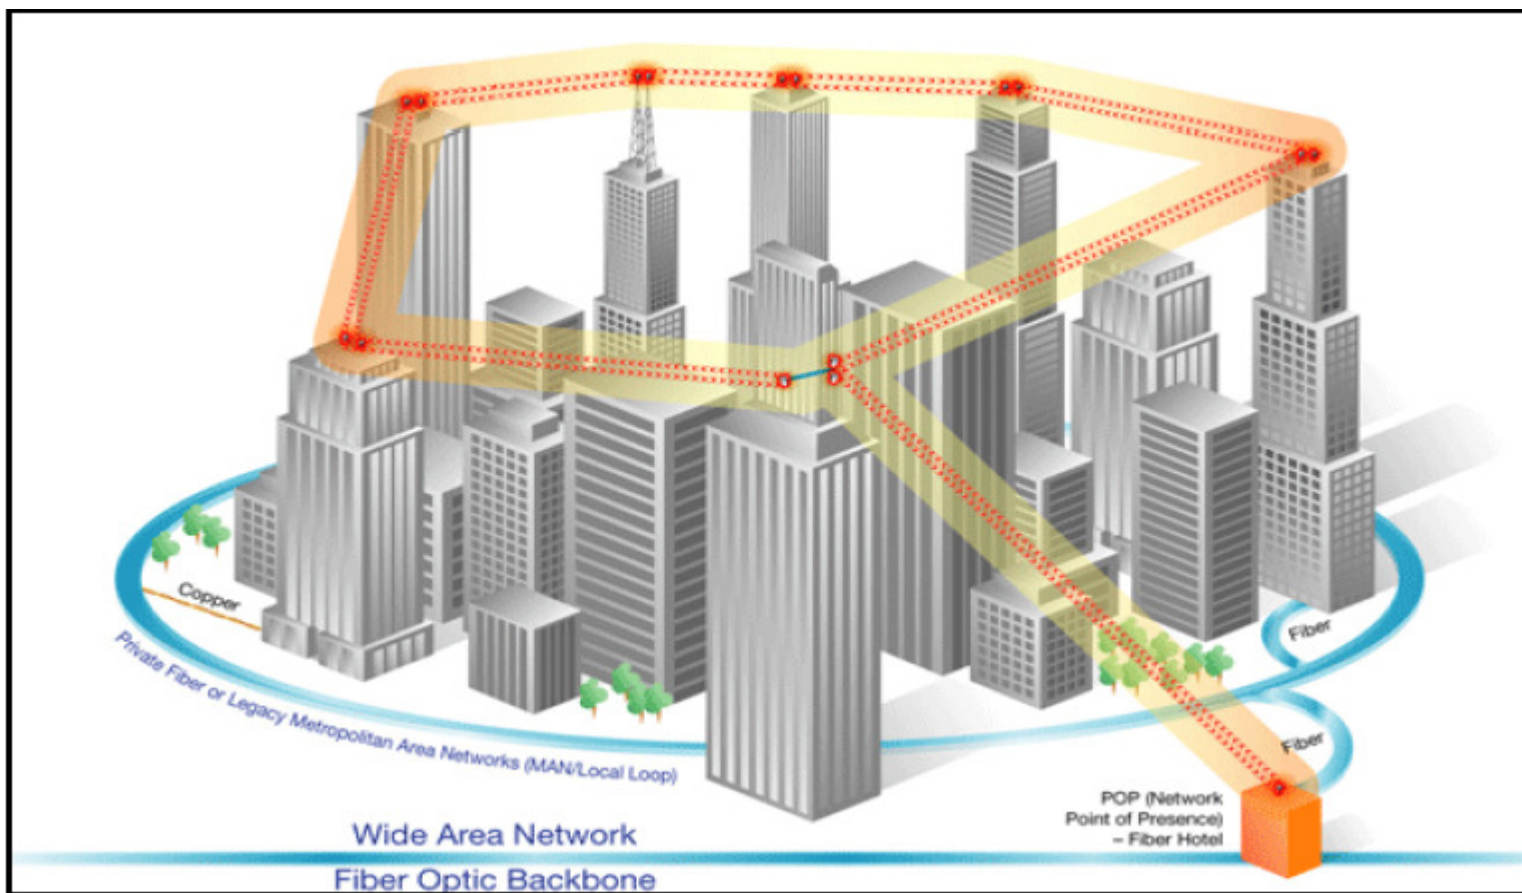 Copper
Private Fiber or Legacy Metropolitan Area Networks (MAN/Local Loop)
Fiber
Fiber
POP (Network
Point of Presence)
– Fiber Hotel
Wide Area Network
Fiber Optic Backbone